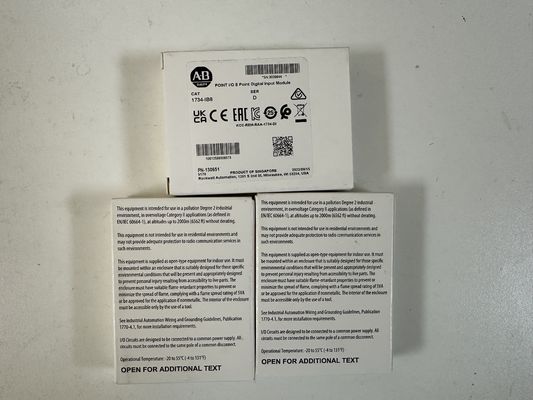 AB
POINT I/O 8 Point Digital Input Module
CAT
1734-IB8
SER
D
UK
CA
CE
EAC
25
PN-130651
PRODUCT OF SINGAPORE
Rockwell Automation, 1201 S 2nd St, Milwaukee, WI 53204, USA
This equipment is intended for use in a pollution Degree 2 industrial
environment, in overvoltage Category II applications (as defined in
EN/IEC 60664-1), at altitudes up to 2000m (6562 ft) without derating.
This equipment is not intended for use in residential environments and
may not provide adequate protection to radio communication services in
such environments.
This equipment is supplied as open-type equipment for indoor use. It must
be mounted within an enclosure that is suitably designed for those specific
environmental conditions that will be present and appropriately designed
to prevent personal injury resulting from accessibility to live parts. The
enclosure must have suitable flame-retardant properties to prevent or
minimize the spread of flame, complying with a flame spread rating of 5VA
or be approved for the application if nonmetallic. The interior of the enclosure
must be accessible only by the use of a tool.
See Industrial Automation Wiring and Grounding Guidelines, Publication
1770-4.1, for more installation requirements.
I/O Circuits are designed to be connected to a common power supply. All
circuits must be connected to the same pole of a common disconnect.
Operational Temperature: -20 to 55°C (-4 to 131°F)
OPEN FOR ADDITIONAL TEXT
This equipment is intended for use in a pollution Degree 2 industrial
environment, in overvoltage Category II applications (as defined in
EN/IEC 60664-1), at altitudes up to 2000m (6562 ft) without derating.
This equipment is not intended for use in residential environments and
may not provide adequate protection to radio communication services in
such environments.
This equipment is supplied as open-type equipment for indoor use. It must
be mounted within an enclosure that is suitably designed for those specific
environmental conditions that will be present and appropriately designed
to prevent personal injury resulting from accessibility to live parts. The
enclosure must have suitable flame-retardant properties to prevent or
minimize the spread of flame, complying with a flame spread rating of 5VA
or be approved for the application if nonmetallic. The interior of the enclosure
must be accessible only by the use of a tool.
See Industrial Automation Wiring and Grounding Guidelines, Publication
1770-4.1, for more installation requirements.
I/O Circuits are designed to be connected to a common power supply. All
circuits must be connected to the same pole of a common disconnect.
Operational Temperature: -20 to 55°C (-4 to 131°F)
OPEN FOR ADDITIONAL TEXT